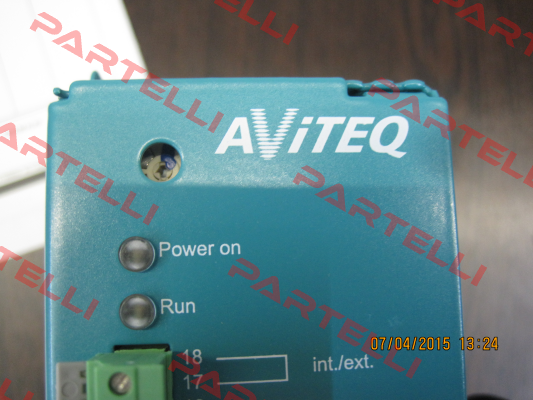 AViTEQ
Power on
Run
18
17
int./ext.
07/04/2015 13:24
PARTELLI
PARTELLI
PARTELLI
PARTELLI
PARTELLI
PARTELLI